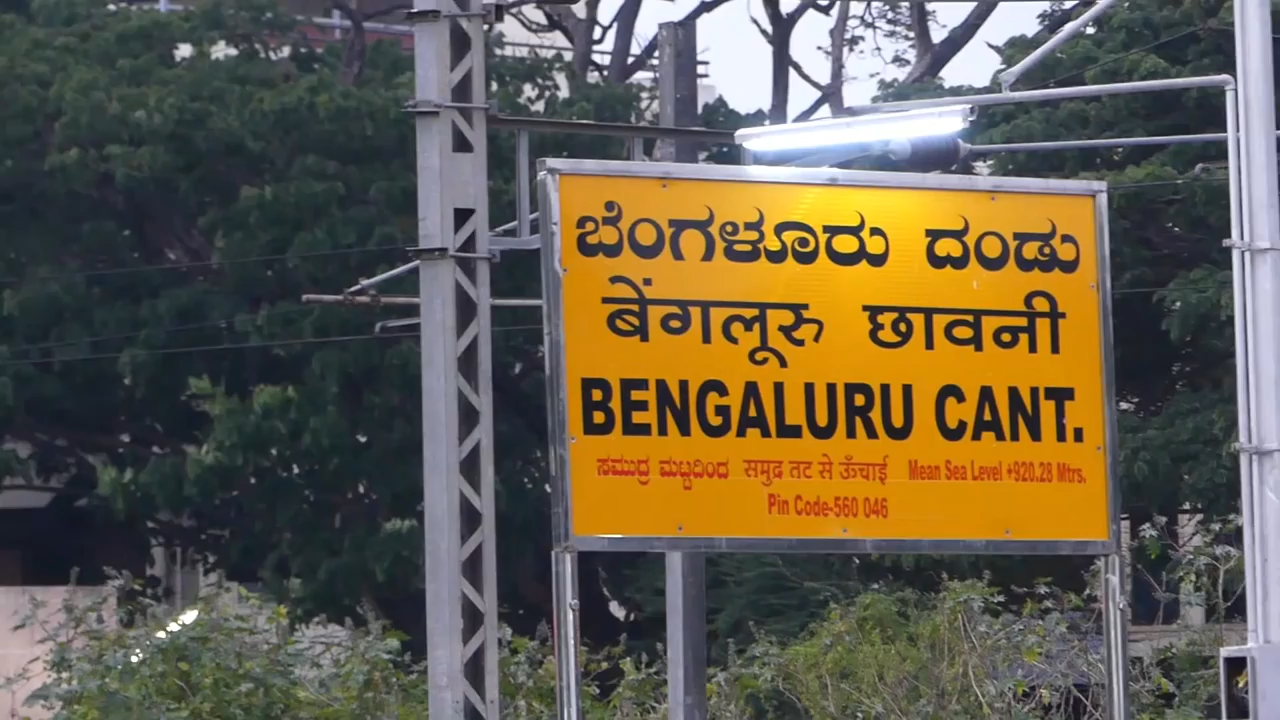 ಬೆಂಗಳೂರು ದಂಡು
बेंगलूरु छावनी
BENGALURU CANT.
ಸಮುದ್ರ ಮಟ್ಟದಿಂದ समुद्र तट से ऊँचाई Mean Sea Level +920.28 Mtrs.
Pin Code-560 046